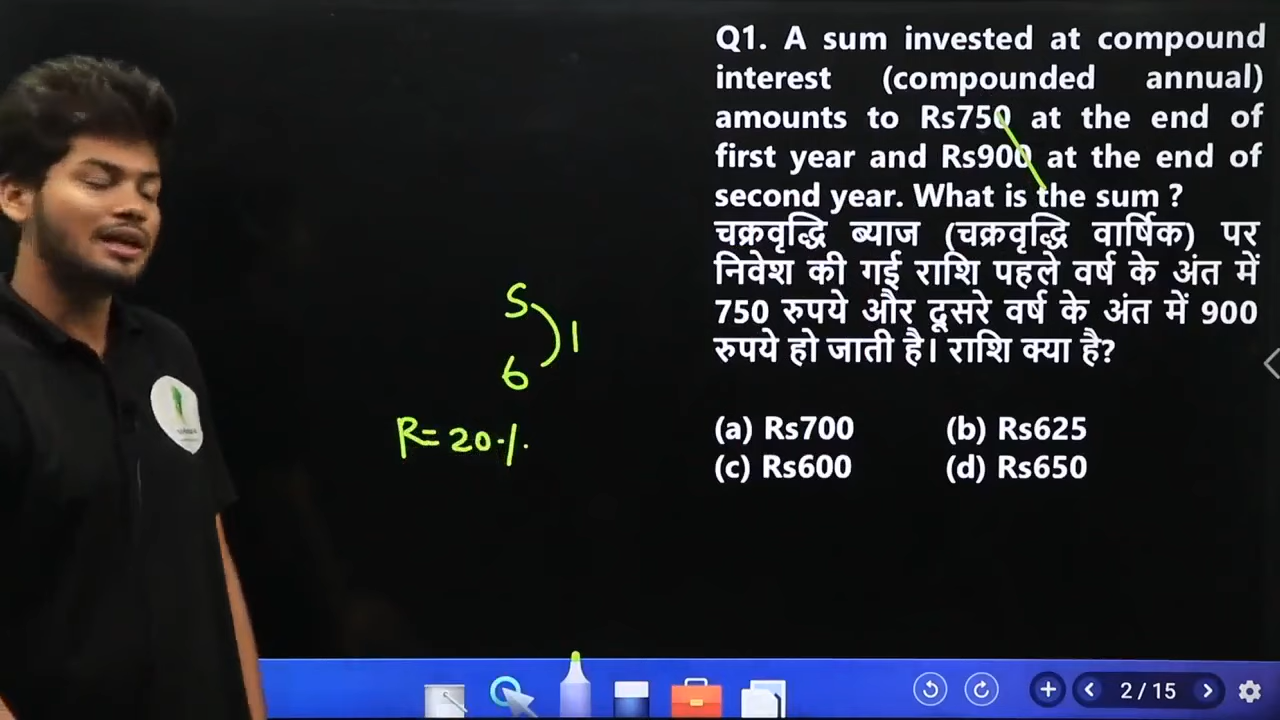 Q1. A sum invested at compound
interest (compounded annual)
amounts to Rs750 at the end of
first year and Rs900 at the end of
second year. What is the sum ?
चक्रवृद्धि ब्याज (चक्रवृद्धि वार्षिक) पर
निवेश की गई राशि पहले वर्ष के अंत में
750 रुपये और दूसरे वर्ष के अंत में 900
रुपये हो जाती है। राशि क्या है?
(a) Rs700 (b) Rs625
(c) Rs600 (d) Rs650
5
1
6
R=20%
2 / 15